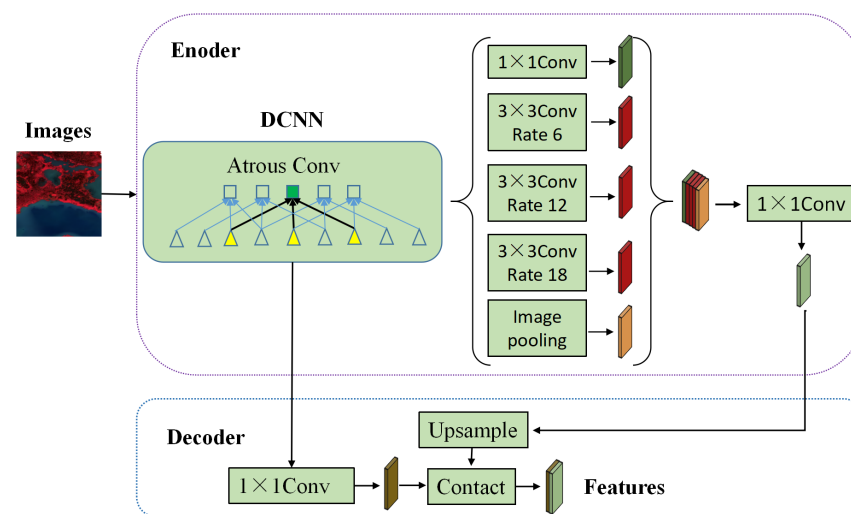 Enoder
Images
DCNN
Atrous Conv
1×1Conv
3×3Conv
Rate 6
3×3Conv
Rate 12
3×3Conv
Rate 18
Image
pooling
1×1Conv
Decoder
Upsample
1×1Conv
Contact
Features